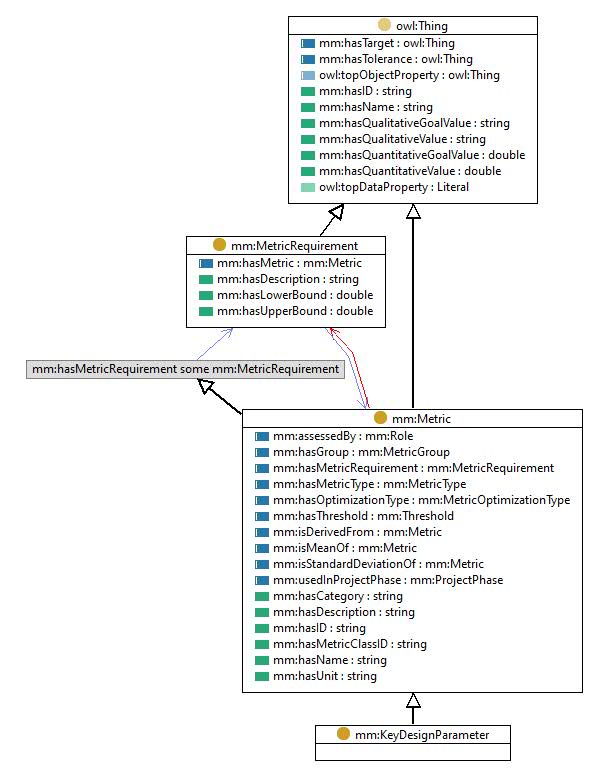 owl:Thing
mm:hasTarget : owl:Thing
mm:hasTolerance : owl:Thing
owl:topObjectProperty : owl:Thing
mm:hasID : string
mm:hasName : string
mm:hasQualitativeGoalValue : string
mm:hasQualitativeValue : string
mm:hasQuantitativeGoalValue : double
mm:hasQuantitativeValue : double
owl:topDataProperty : Literal
mm:MetricRequirement
mm:hasMetric : mm:Metric
mm:hasDescription : string
mm:hasLowerBound : double
mm:hasUpperBound : double
mm:hasMetricRequirement some mm:MetricRequirement
mm:Metric
mm:assessedBy : mm:Role
mm:hasGroup : mm:MetricGroup
mm:hasMetricRequirement : mm:MetricRequirement
mm:hasMetricType : mm:MetricType
mm:hasOptimizationType : mm:MetricOptimizationType
mm:hasThreshold : mm:Threshold
mm:isDerivedFrom : mm:Metric
mm:isMeanOf : mm:Metric
mm:isStandardDeviationOf : mm:Metric
mm:usedInProjectPhase : mm:ProjectPhase
mm:hasCategory : string
mm:hasDescription : string
mm:hasID : string
mm:hasMetricClassID : string
mm:hasName : string
mm:hasUnit : string
mm:KeyDesignParameter